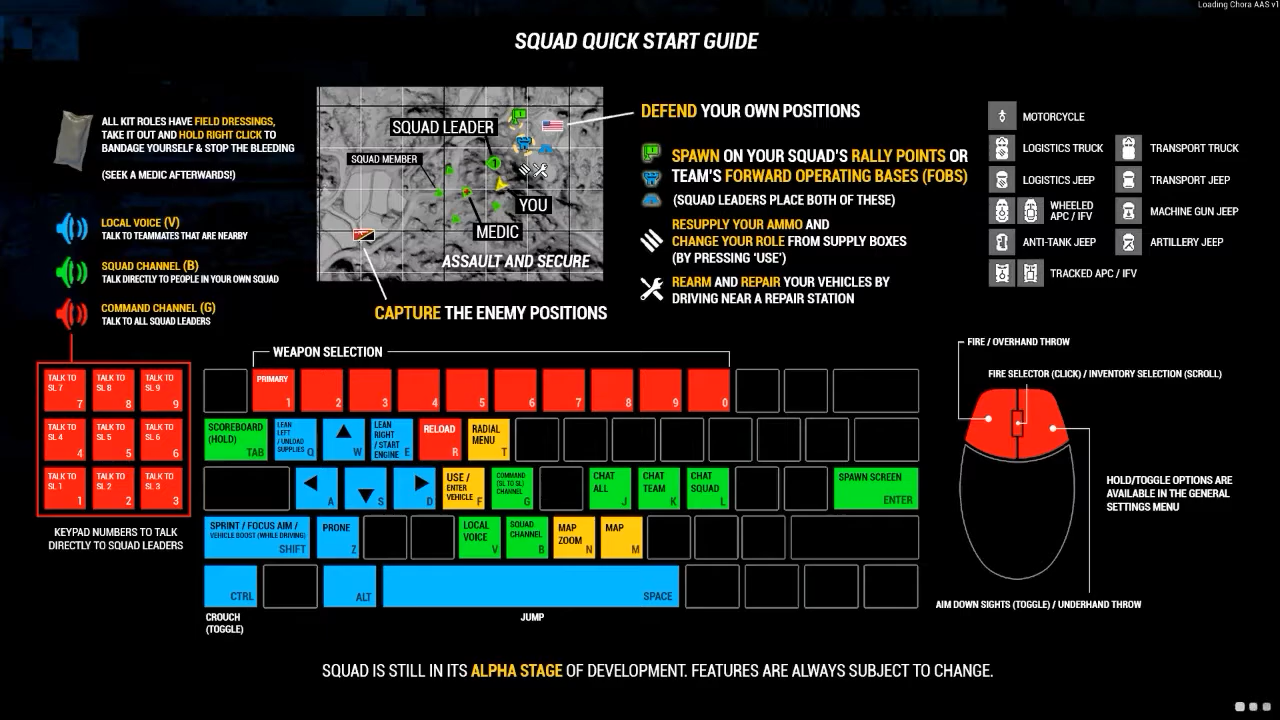 Loading Chora AAS v1
SQUAD QUICK START GUIDE
ALL KIT ROLES HAVE FIELD DRESSINGS,
TAKE IT OUT AND HOLD RIGHT CLICK TO
BANDAGE YOURSELF & STOP THE BLEEDING
(SEEK A MEDIC AFTERWARDS!)
LOCAL VOICE (V)
TALK TO TEAMMATES THAT ARE NEARBY
SQUAD CHANNEL (B)
TALK DIRECTLY TO PEOPLE IN YOUR OWN SQUAD
COMMAND CHANNEL (G)
TALK TO ALL SQUAD LEADERS
SQUAD LEADER
SQUAD MEMBER
1
YOU
MEDIC
ASSAULT AND SECURE
CAPTURE THE ENEMY POSITIONS
DEFEND YOUR OWN POSITIONS
SPAWN ON YOUR SQUAD'S RALLY POINTS OR
TEAM'S FORWARD OPERATING BASES (FOBS)
(SQUAD LEADERS PLACE BOTH OF THESE)
RESUPPLY YOUR AMMO AND
CHANGE YOUR ROLE FROM SUPPLY BOXES
(BY PRESSING 'USE')
REARM AND REPAIR YOUR VEHICLES BY
DRIVING NEAR A REPAIR STATION
MOTORCYCLE
LOGISTICS TRUCK
TRANSPORT TRUCK
LOGISTICS JEEP
TRANSPORT JEEP
WHEELED
APC / IFV
MACHINE GUN JEEP
ANTI-TANK JEEP
ARTILLERY JEEP
TRACKED APC / IFV
TALK TO
SL 7
7
TALK TO
SL 8
8
TALK TO
SL 9
9
TALK TO
SL 4
4
TALK TO
SL 5
5
TALK TO
SL 6
6
TALK TO
SL 1
1
TALK TO
SL 2
2
TALK TO
SL 3
3
KEYPAD NUMBERS TO TALK
DIRECTLY TO SQUAD LEADERS
WEAPON SELECTION
PRIMARY
1
2
3
4
5
6
7
8
9
0
SCOREBOARD
(HOLD)
TAB
LEAN
LEFT
/ UNLOAD
SUPPLIES
Q
W
LEAN
RIGHT
/ START
ENGINE
E
RELOAD
R
RADIAL
MENU
T
A
S
D
USE /
ENTER
VEHICLE
F
COMMAND
(SL TO SL)
CHANNEL
G
CHAT
ALL
J
CHAT
TEAM
K
CHAT
SQUAD
L
SPAWN SCREEN
ENTER
SPRINT / FOCUS AIM /
VEHICLE BOOST (WHILE DRIVING)
SHIFT
PRONE
Z
LOCAL
VOICE
V
SQUAD
CHANNEL
B
MAP
ZOOM
N
MAP
M
CTRL
ALT
SPACE
CROUCH
(TOGGLE)
JUMP
FIRE / OVERHAND THROW
FIRE SELECTOR (CLICK) / INVENTORY SELECTION (SCROLL)
HOLD/TOGGLE OPTIONS ARE
AVAILABLE IN THE GENERAL
SETTINGS MENU
AIM DOWN SIGHTS (TOGGLE) / UNDERHAND THROW
SQUAD IS STILL IN ITS ALPHA STAGE OF DEVELOPMENT. FEATURES ARE ALWAYS SUBJECT TO CHANGE.